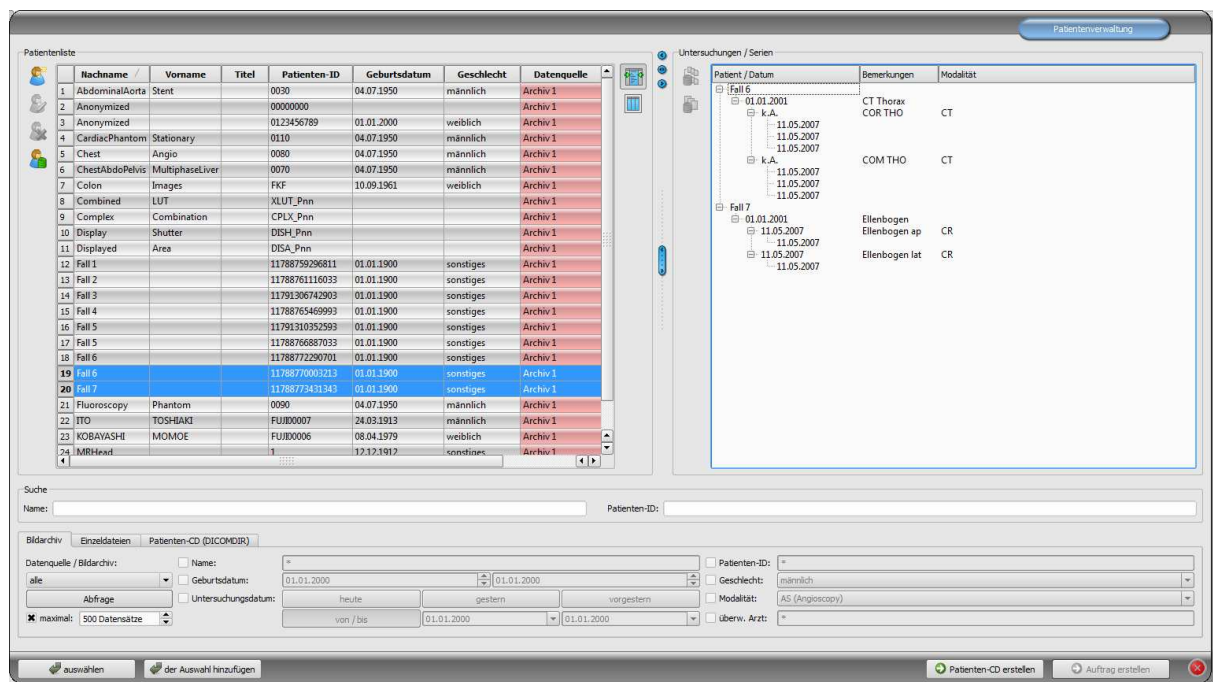 Patientenverwaltung
Patientenliste
Nachname Vorname Titel Patienten-ID Geburtsdatum Geschlecht Datenquelle
1 AbdominalAorta Stent 0030 04.07.1950 männlich Archiv 1
2 Anonymized 00000000 Archiv 1
3 Anonymized 0123456789 01.01.2000 weiblich Archiv 1
4 CardiacPhantom Stationary 0110 04.07.1950 männlich Archiv 1
5 Chest Angio 0080 04.07.1950 männlich Archiv 1
6 ChestAbdoPelvis MultiphaseLiver 0070 04.07.1950 männlich Archiv 1
7 Colon Images FKF 10.09.1961 weiblich Archiv 1
8 Combined LUT XLUT_Pnn Archiv 1
9 Complex Combination CPLX_Pnn Archiv 1
10 Display Shutter DISH_Pnn Archiv 1
11 Displayed Area DISA_Pnn Archiv 1
12 Fall 1 11788759296811 01.01.1900 sonstiges Archiv 1
13 Fall 2 11788761116033 01.01.1900 sonstiges Archiv 1
14 Fall 3 11791306742903 01.01.1900 sonstiges Archiv 1
15 Fall 4 11788765469993 01.01.1900 sonstiges Archiv 1
16 Fall 5 11791310352593 01.01.1900 sonstiges Archiv 1
17 Fall 5 11788766887033 01.01.1900 sonstiges Archiv 1
18 Fall 6 11788772290701 01.01.1900 sonstiges Archiv 1
19 Fall 6 11788770003213 01.01.1900 sonstiges Archiv 1
20 Fall 7 11788773431343 01.01.1900 sonstiges Archiv 1
21 Fluoroscopy Phantom 0090 04.07.1950 männlich Archiv 1
22 ITO TOSHIAKI FUJI00007 24.03.1913 männlich Archiv 1
23 KOBAYASHI MOMOE FUJI00006 08.04.1979 weiblich Archiv 1
24 MRHead 1 12.12.1912 sonstiges Archiv 1
Untersuchungen / Serien
Patient / Datum Bemerkungen Modalität
Fall 6
01.01.2001 CT Thorax
k.A. COR THO CT
11.05.2007
11.05.2007
11.05.2007
k.A. COM THO CT
11.05.2007
11.05.2007
11.05.2007
Fall 7
01.01.2001 Ellenbogen
11.05.2007 Ellenbogen ap CR
11.05.2007
11.05.2007 Ellenbogen lat CR
11.05.2007
Suche
Name: Patienten-ID:
Bildarchiv Einzeldateien Patienten-CD (DICOMDIR)
Datenquelle / Bildarchiv: Name: * Patienten-ID: *
alle Geburtsdatum: 01.01.2000 01.01.2000 Geschlecht: männlich
Abfrage Untersuchungsdatum: heute gestern vorgestern Modalität: AS (Angioscopy)
maximal: 500 Datensätze von / bis 01.01.2000 01.01.2000 überw. Arzt: *
auswählen der Auswahl hinzufügen Patienten-CD erstellen Auftrag erstellen